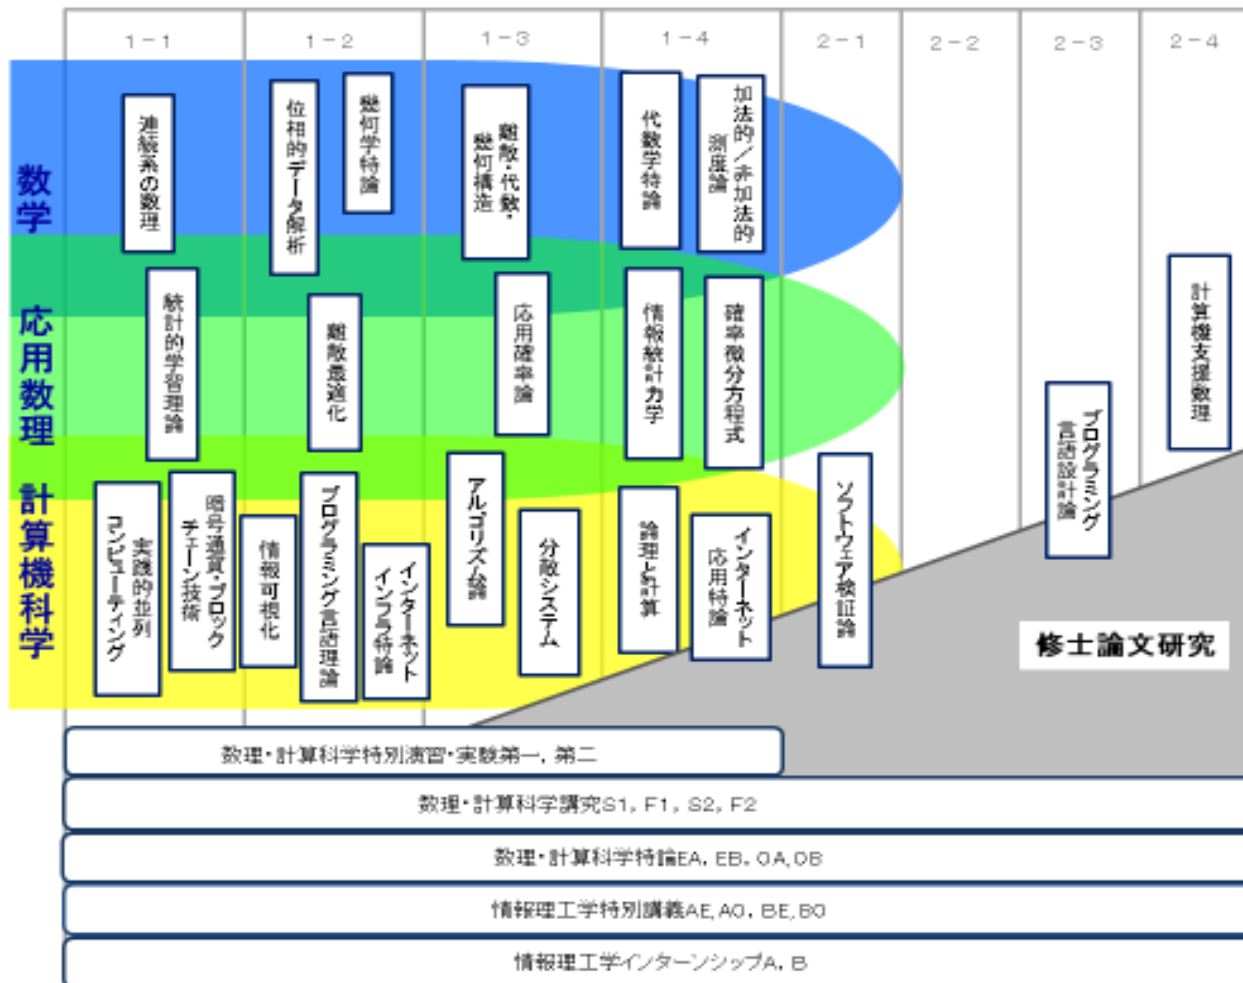 1-1
1-2
1-3
1-4
2-1
2-2
2-3
2-4
数学
連続系の数理
位相的データ解析
幾何学特論
離散・代数・
幾何構造
代数学特論
加法的/非加法的
測度論
応用数理
統計的学習理論
離散最適化
応用確率論
情報統計力学
確率微分方程式
計算機支援数理
プログラミング
言語設計論
計算機科学
実践的並列
コンピューティング
暗号通貨・ブロック
チェーン技術
情報可視化
プログラミング言語理論
インターネット
インフラ特論
アルゴリズム論
分散システム
論理と計算
インターネット
応用特論
ソフトウェア検証論
修士論文研究
数理・計算科学特別演習・実験第一, 第二
数理・計算科学講究S1, F1, S2, F2
数理・計算科学特論EA, EB, OA, OB
情報理工学特別講義AE, AO, BE, BO
情報理工学インターンシップA, B